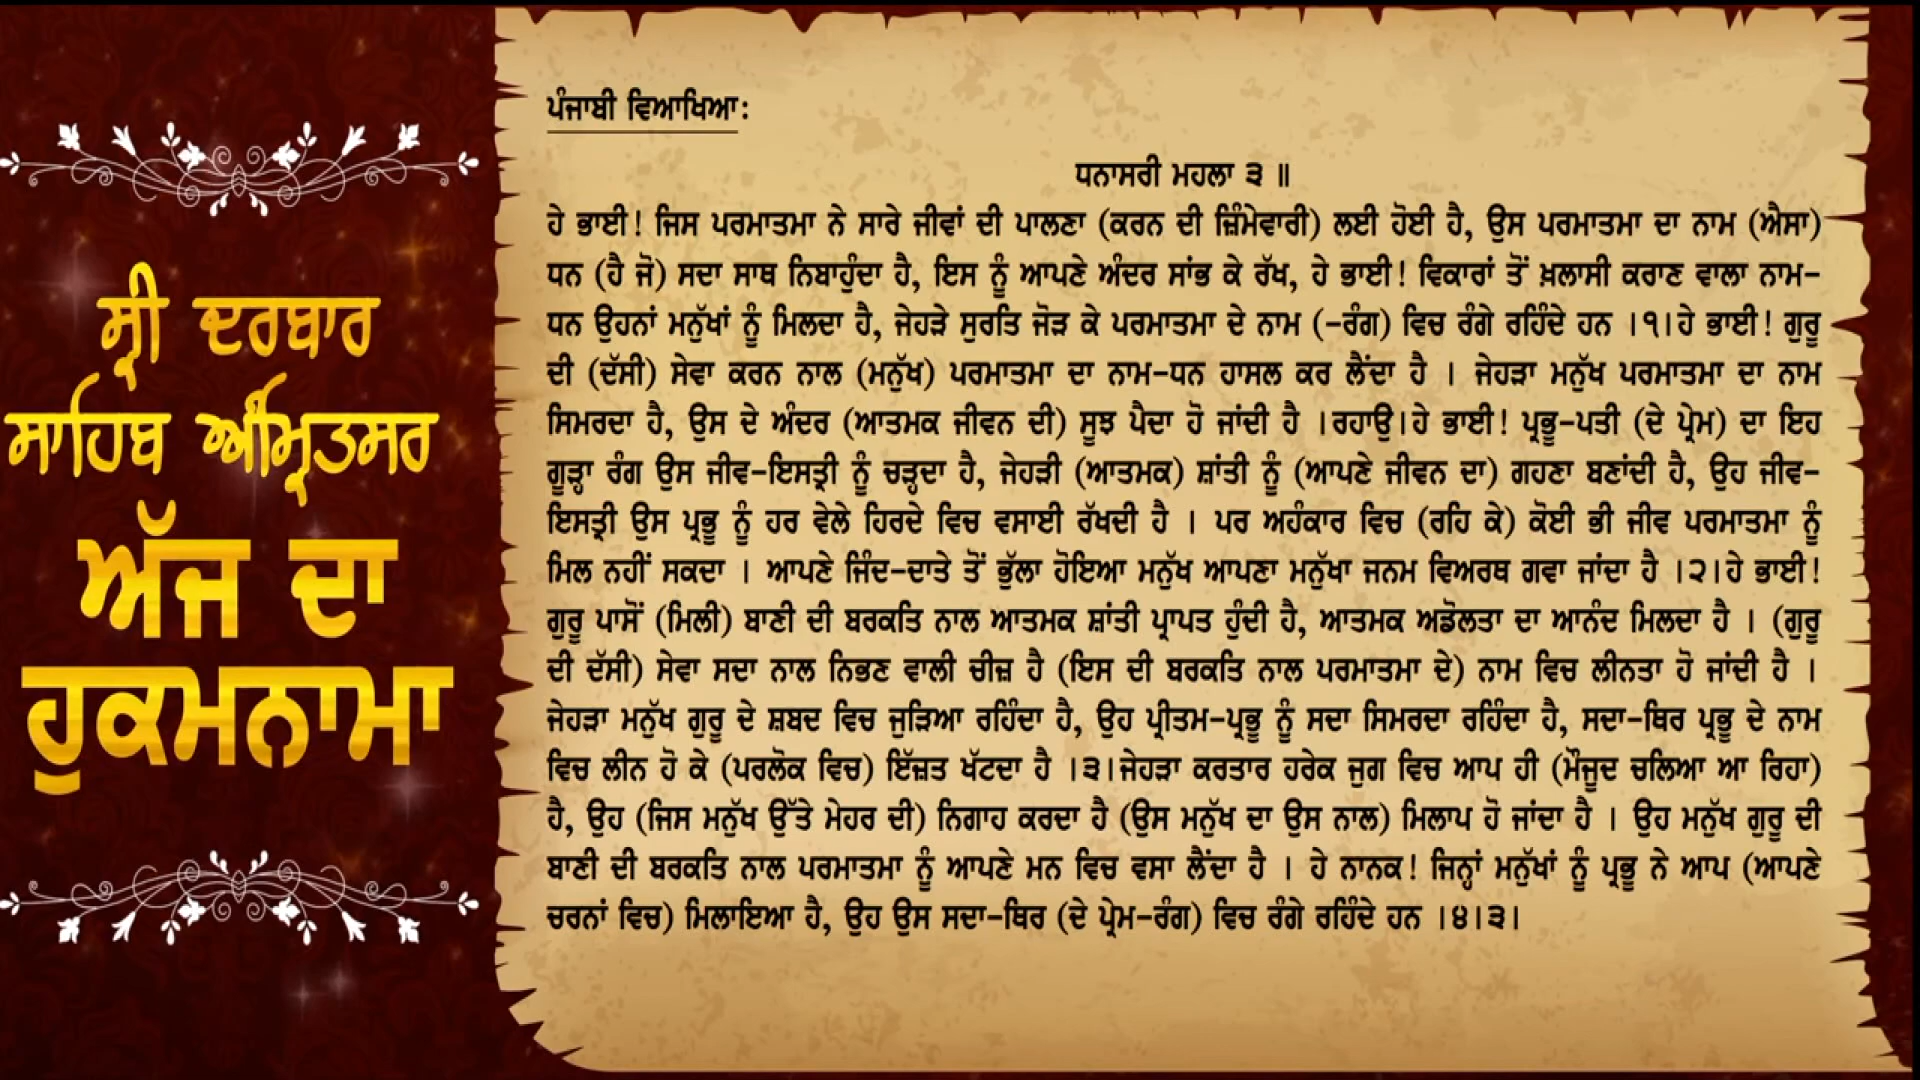 ਸ੍ਰੀ ਦਰਬਾਰ
ਸਾਹਿਬ ਅੰਮ੍ਰਿਤਸਰ
ਅੱਜ ਦਾ
ਹੁਕਮਨਾਮਾ
ਪੰਜਾਬੀ ਵਿਆਖਿਆ:
ਧਨਾਸਰੀ ਮਹਲਾ ੩ ॥
ਹੇ ਭਾਈ! ਜਿਸ ਪਰਮਾਤਮਾ ਨੇ ਸਾਰੇ ਜੀਵਾਂ ਦੀ ਪਾਲਣਾ (ਕਰਨ ਦੀ ਜ਼ਿੰਮੇਵਾਰੀ) ਲਈ ਹੋਈ ਹੈ, ਉਸ ਪਰਮਾਤਮਾ ਦਾ ਨਾਮ (ਐਸਾ)
ਧਨ (ਹੈ ਜੋ) ਸਦਾ ਸਾਥ ਨਿਬਾਹੁੰਦਾ ਹੈ, ਇਸ ਨੂੰ ਆਪਣੇ ਅੰਦਰ ਸਾਂਭ ਕੇ ਰੱਖ, ਹੇ ਭਾਈ! ਵਿਕਾਰਾਂ ਤੋਂ ਖ਼ਲਾਸੀ ਕਰਾਣ ਵਾਲਾ ਨਾਮ-
ਧਨ ਉਹਨਾਂ ਮਨੁੱਖਾਂ ਨੂੰ ਮਿਲਦਾ ਹੈ, ਜੇਹੜੇ ਸੁਰਤਿ ਜੋੜ ਕੇ ਪਰਮਾਤਮਾ ਦੇ ਨਾਮ (-ਰੰਗ) ਵਿਚ ਰੰਗੇ ਰਹਿੰਦੇ ਹਨ ।੧।ਹੇ ਭਾਈ! ਗੁਰੂ
ਦੀ (ਦੱਸੀ) ਸੇਵਾ ਕਰਨ ਨਾਲ (ਮਨੁੱਖ) ਪਰਮਾਤਮਾ ਦਾ ਨਾਮ-ਧਨ ਹਾਸਲ ਕਰ ਲੈਂਦਾ ਹੈ । ਜੇਹੜਾ ਮਨੁੱਖ ਪਰਮਾਤਮਾ ਦਾ ਨਾਮ
ਸਿਮਰਦਾ ਹੈ, ਉਸ ਦੇ ਅੰਦਰ (ਆਤਮਕ ਜੀਵਨ ਦੀ) ਸੂਝ ਪੈਦਾ ਹੋ ਜਾਂਦੀ ਹੈ ।ਰਹਾਉ।ਹੇ ਭਾਈ! ਪ੍ਰਭੂ-ਪਤੀ (ਦੇ ਪ੍ਰੇਮ) ਦਾ ਇਹ
ਗੂੜ੍ਹਾ ਰੰਗ ਉਸ ਜੀਵ-ਇਸਤ੍ਰੀ ਨੂੰ ਚੜ੍ਹਦਾ ਹੈ, ਜੇਹੜੀ (ਆਤਮਕ) ਸ਼ਾਂਤੀ ਨੂੰ (ਆਪਣੇ ਜੀਵਨ ਦਾ) ਗਹਣਾ ਬਣਾਂਦੀ ਹੈ, ਉਹ ਜੀਵ-
ਇਸਤ੍ਰੀ ਉਸ ਪ੍ਰਭੂ ਨੂੰ ਹਰ ਵੇਲੇ ਹਿਰਦੇ ਵਿਚ ਵਸਾਈ ਰੱਖਦੀ ਹੈ । ਪਰ ਅਹੰਕਾਰ ਵਿਚ (ਰਹਿ ਕੇ) ਕੋਈ ਭੀ ਜੀਵ ਪਰਮਾਤਮਾ ਨੂੰ
ਮਿਲ ਨਹੀਂ ਸਕਦਾ । ਆਪਣੇ ਜਿੰਦ-ਦਾਤੇ ਤੋਂ ਭੁੱਲਾ ਹੋਇਆ ਮਨੁੱਖ ਆਪਣਾ ਮਨੁੱਖਾ ਜਨਮ ਵਿਅਰਥ ਗਵਾ ਜਾਂਦਾ ਹੈ ।੨।ਹੇ ਭਾਈ!
ਗੁਰੂ ਪਾਸੋਂ (ਮਿਲੀ) ਬਾਣੀ ਦੀ ਬਰਕਤਿ ਨਾਲ ਆਤਮਕ ਸ਼ਾਂਤੀ ਪ੍ਰਾਪਤ ਹੁੰਦੀ ਹੈ, ਆਤਮਕ ਅਡੋਲਤਾ ਦਾ ਆਨੰਦ ਮਿਲਦਾ ਹੈ । (ਗੁਰੂ
ਦੀ ਦੱਸੀ) ਸੇਵਾ ਸਦਾ ਨਾਲ ਨਿਭਣ ਵਾਲੀ ਚੀਜ਼ ਹੈ (ਇਸ ਦੀ ਬਰਕਤਿ ਨਾਲ ਪਰਮਾਤਮਾ ਦੇ) ਨਾਮ ਵਿਚ ਲੀਨਤਾ ਹੋ ਜਾਂਦੀ ਹੈ ।
ਜੇਹੜਾ ਮਨੁੱਖ ਗੁਰੂ ਦੇ ਸ਼ਬਦ ਵਿਚ ਜੁੜਿਆ ਰਹਿੰਦਾ ਹੈ, ਉਹ ਪ੍ਰੀਤਮ-ਪ੍ਰਭੂ ਨੂੰ ਸਦਾ ਸਿਮਰਦਾ ਰਹਿੰਦਾ ਹੈ, ਸਦਾ-ਥਿਰ ਪ੍ਰਭੂ ਦੇ ਨਾਮ
ਵਿਚ ਲੀਨ ਹੋ ਕੇ (ਪਰਲੋਕ ਵਿਚ) ਇੱਜ਼ਤ ਖੱਟਦਾ ਹੈ ।੩।ਜੇਹੜਾ ਕਰਤਾਰ ਹਰੇਕ ਜੁਗ ਵਿਚ ਆਪ ਹੀ (ਮੌਜੂਦ ਚਲਿਆ ਆ ਰਿਹਾ)
ਹੈ, ਉਹ (ਜਿਸ ਮਨੁੱਖ ਉੱਤੇ ਮੇਹਰ ਦੀ) ਨਿਗਾਹ ਕਰਦਾ ਹੈ (ਉਸ ਮਨੁੱਖ ਦਾ ਉਸ ਨਾਲ) ਮਿਲਾਪ ਹੋ ਜਾਂਦਾ ਹੈ । ਉਹ ਮਨੁੱਖ ਗੁਰੂ ਦੀ
ਬਾਣੀ ਦੀ ਬਰਕਤਿ ਨਾਲ ਪਰਮਾਤਮਾ ਨੂੰ ਆਪਣੇ ਮਨ ਵਿਚ ਵਸਾ ਲੈਂਦਾ ਹੈ । ਹੇ ਨਾਨਕ! ਜਿਨ੍ਹਾਂ ਮਨੁੱਖਾਂ ਨੂੰ ਪ੍ਰਭੂ ਨੇ ਆਪ (ਆਪਣੇ
ਚਰਨਾਂ ਵਿਚ) ਮਿਲਾਇਆ ਹੈ, ਉਹ ਉਸ ਸਦਾ-ਥਿਰ (ਦੇ ਪ੍ਰੇਮ-ਰੰਗ) ਵਿਚ ਰੰਗੇ ਰਹਿੰਦੇ ਹਨ ।੪।੩।